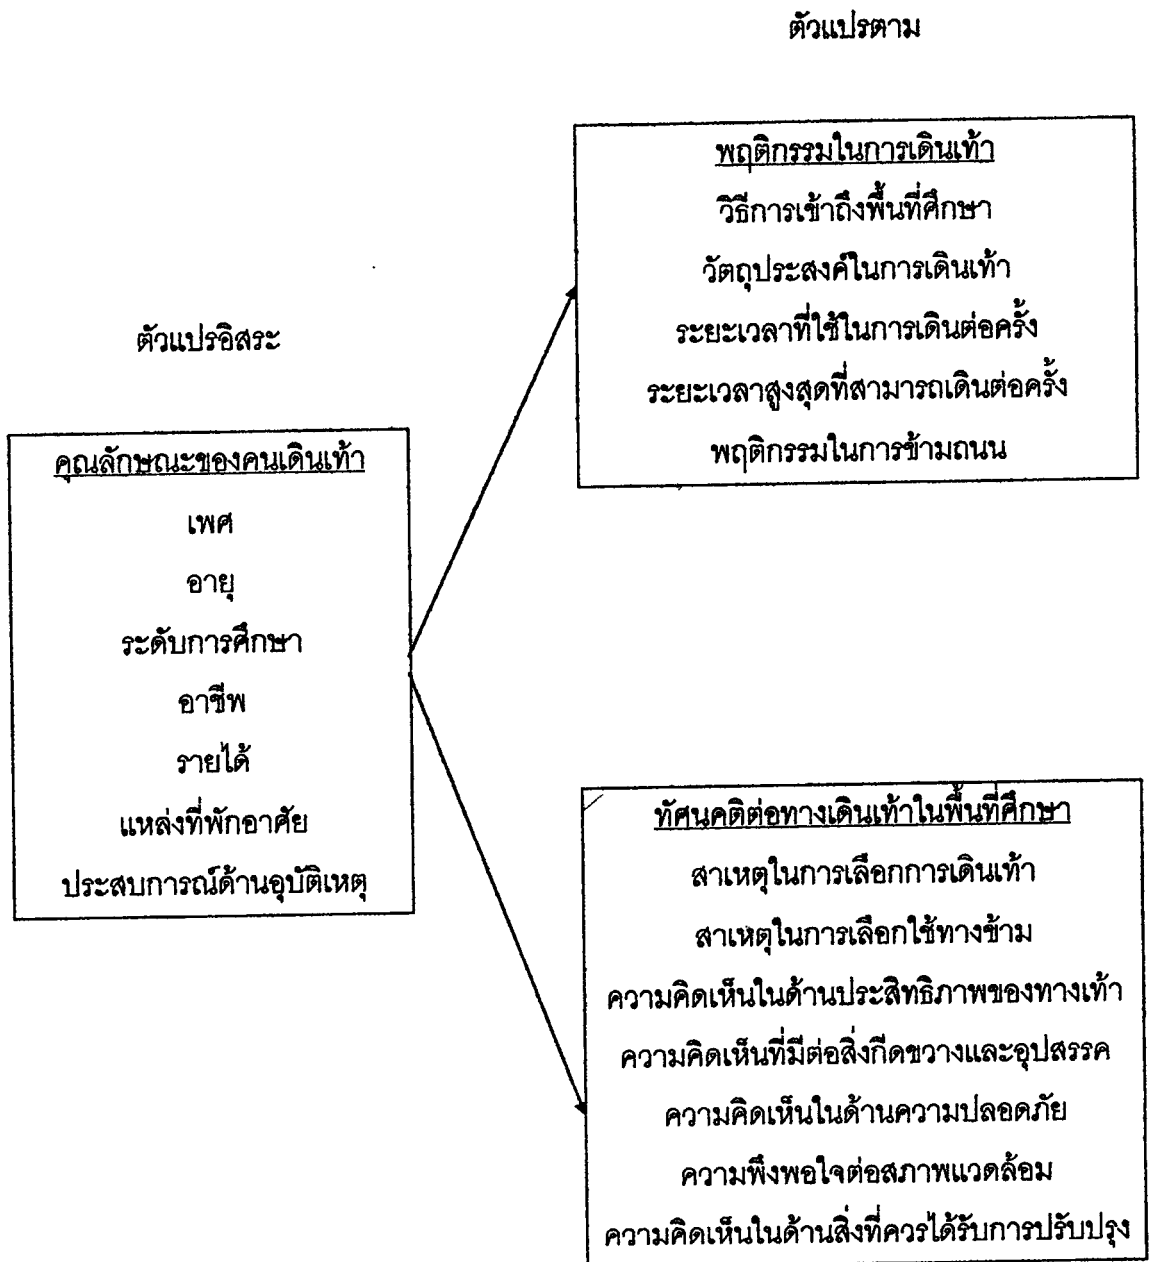 ตัวแปรตาม
พฤติกรรมในการเดินเท้า
วิธีการเข้าถึงพื้นที่ศึกษา
วัตถุประสงค์ในการเดินเท้า
ระยะเวลาที่ใช้ในการเดินต่อครั้ง
ระยะเวลาสูงสุดที่สามารถเดินต่อครั้ง
พฤติกรรมในการข้ามถนน
ตัวแปรอิสระ
คุณลักษณะของคนเดินเท้า
เพศ
อายุ
ระดับการศึกษา
อาชีพ
รายได้
แหล่งที่พักอาศัย
ประสบการณ์ด้านอุบัติเหตุ
ทัศนคติต่อทางเดินเท้าในพื้นที่ศึกษา
สาเหตุในการเลือกการเดินเท้า
สาเหตุในการเลือกใช้ทางข้าม
ความคิดเห็นในด้านประสิทธิภาพของทางเท้า
ความคิดเห็นที่มีต่อสิ่งกีดขวางและอุปสรรค
ความคิดเห็นในด้านความปลอดภัย
ความพึงพอใจต่อสภาพแวดล้อม
ความคิดเห็นในด้านสิ่งที่ควรได้รับการปรับปรุง